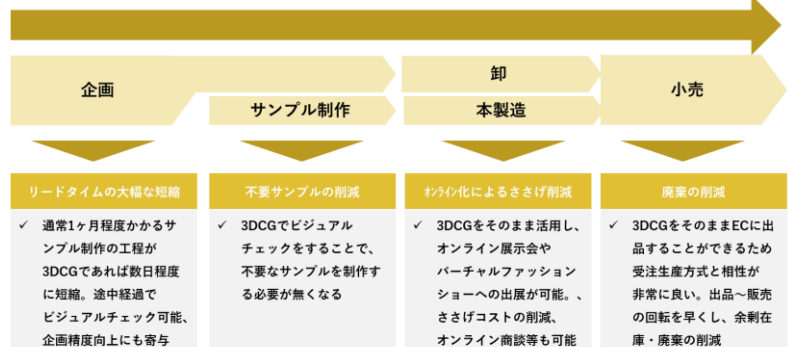 企画
卸
サンプル制作
本製造
小売
リードタイムの大幅な短縮
✓ 通常1ヶ月程度かかるサ
ンプル制作の工程が
3DCGであれば数日程度
に短縮。途中経過で
ビジュアルチェック可能、
企画精度向上にも寄与
不要サンプルの削減
✓ 3DCGでビジュアル
チェックをすることで、
不要なサンプルを制作す
る必要が無くなる
オンライン化によるささげ削減
✓ 3DCGをそのまま活用し、
オンライン展示会や
バーチャルファッション
ショーへの出展が可能。、
ささげコストの削減、
オンライン商談等も可能
廃棄の削減
✓ 3DCGをそのままECに出
品することができるため
受注生産方式と相性が
非常に良い。出品～販売
の回転を早くし、余剰在
庫・廃棄の削減